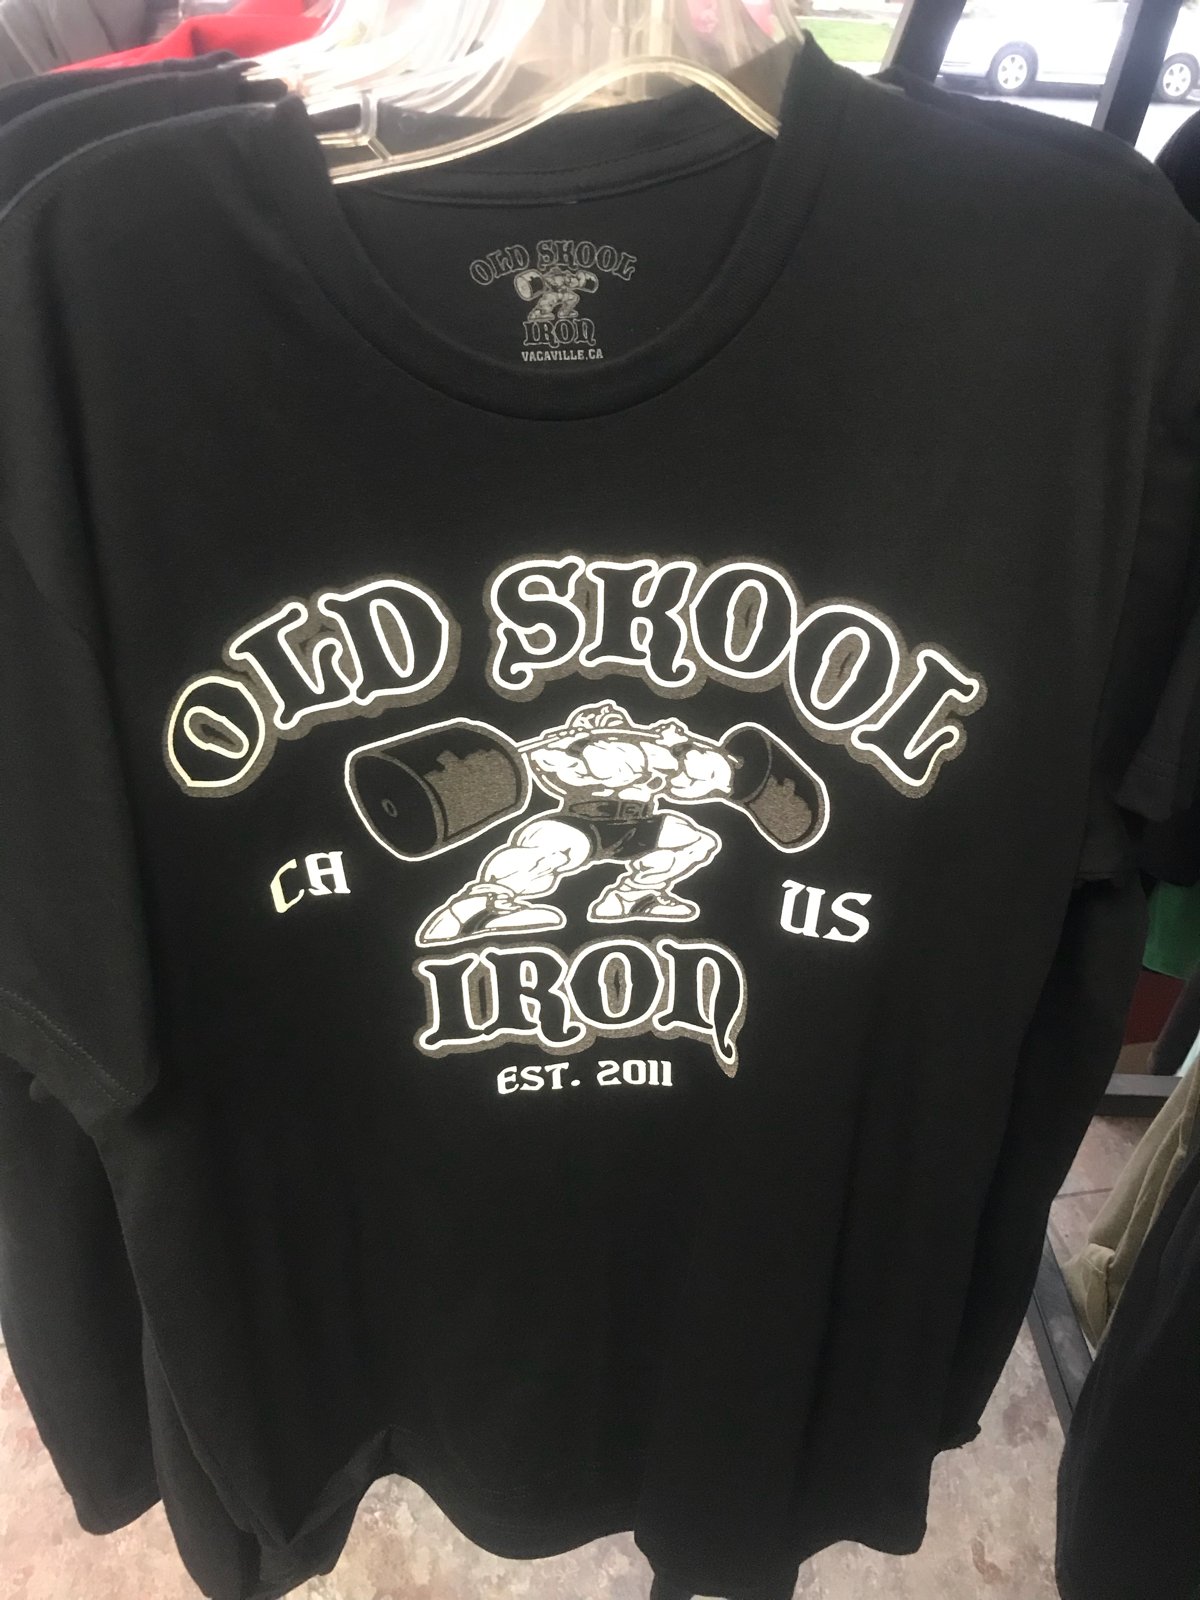 OLD SKOOL
IRON
VACAVILLE, CA
OLD SKOOL
CA US
IRON
EST. 2011